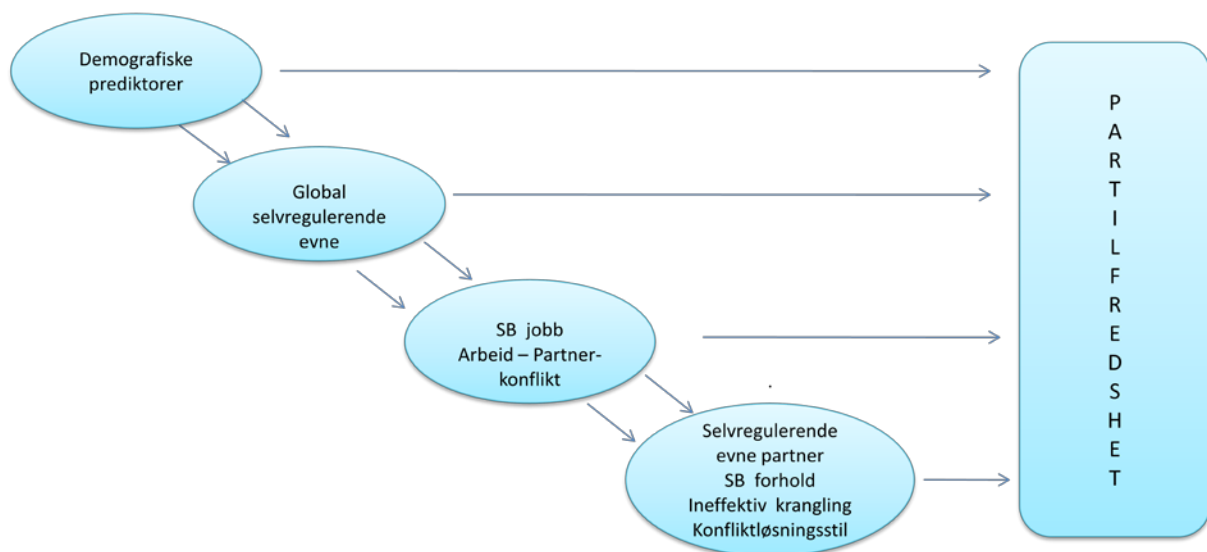 Demografiske
prediktorer
Global
selvregulerende
evne
SB jobb
Arbeid – Partner-
konflikt
Selvregulerende
evne partner
SB forhold
Ineffektiv krangling
Konfliktløsningsstil
P
A
R
T
I
L
F
R
E
D
S
H
E
T